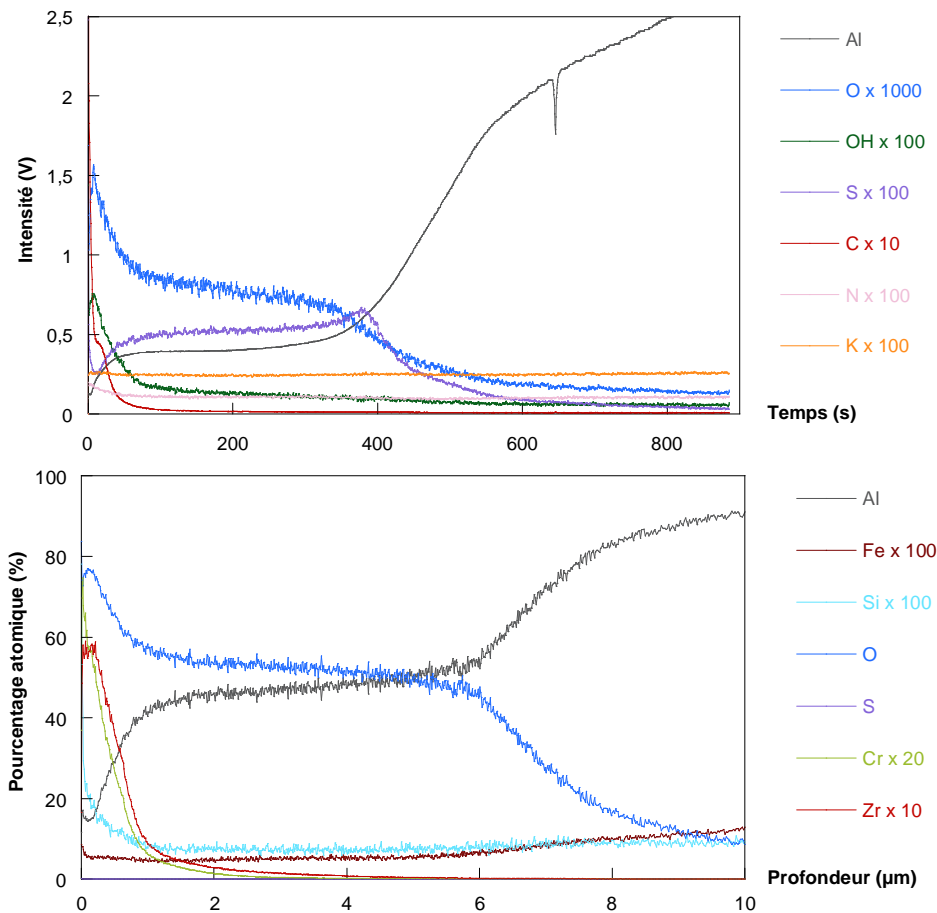 2,5
2
1,5
1
0,5
0
Intensité (V)
0 200 400 600 800
Temps (s)
Al
O x 1000
OH x 100
S x 100
C x 10
N x 100
K x 100
100
80
60
40
20
0
Pourcentage atomique (%)
0 2 4 6 8 10
Profondeur (µm)
Al
Fe x 100
Si x 100
O
S
Cr x 20
Zr x 10